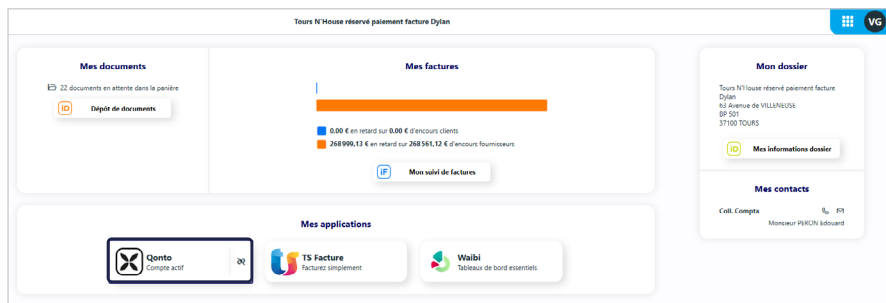 Tours N'House réservé paiement facture Dylan
VG
Mes documents
22 documents en attente dans la panière
iD Dépôt de documents
Mes factures
0.00 € en retard sur 0.00 € d'encours clients
268 999,13 € en retard sur 268 561,12 € d'encours fournisseurs
iF Mon suivi de factures
Mon dossier
Tours N'House réservé paiement facture
Dylan
63 Avenue de VILLENEUSE
BP 501
37100 TOURS
iD Mes informations dossier
Mes contacts
Coll. Compta
Monsieur PERON Edouard
Mes applications
Qonto
Compte actif
TS Facture
Facturez simplement
Waibi
Tableaux de bord essentiels